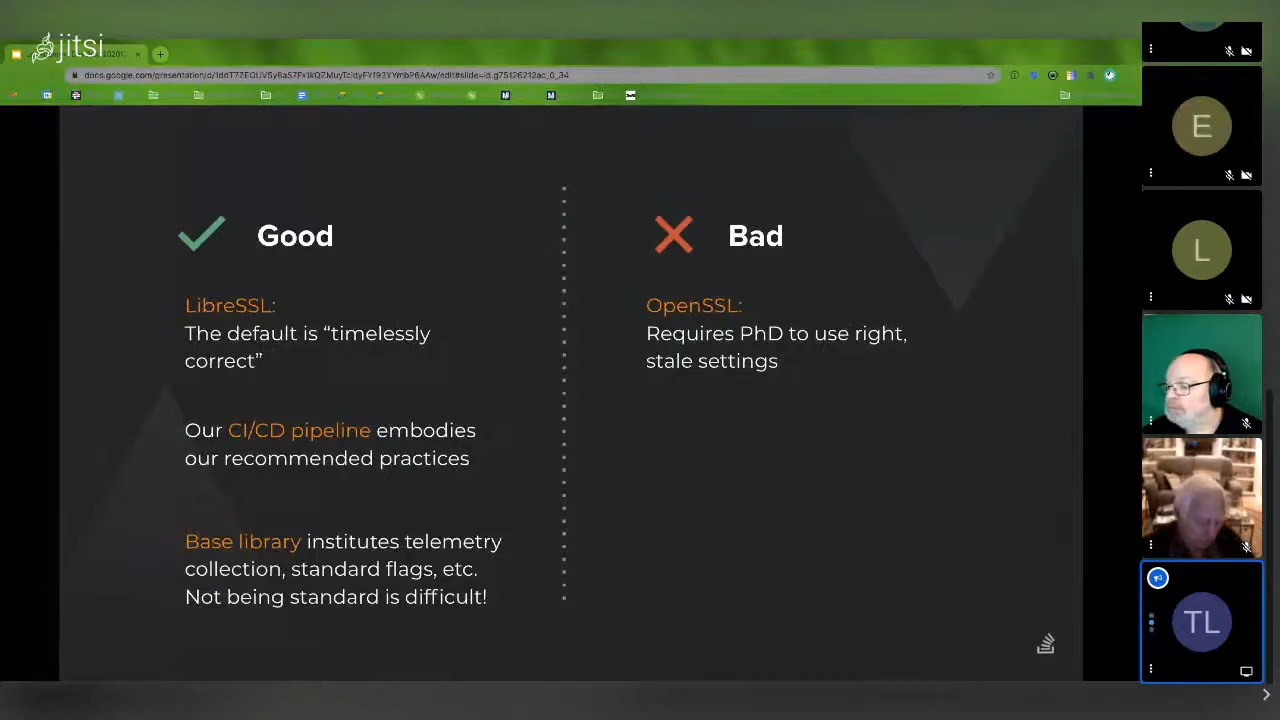 jitsi
Good
LibreSSL:
The default is “timelessly
correct”
Our CI/CD pipeline embodies
our recommended practices
Base library institutes telemetry
collection, standard flags, etc.
Not being standard is difficult!
Bad
OpenSSL:
Requires PhD to use right,
stale settings
E
L
TL